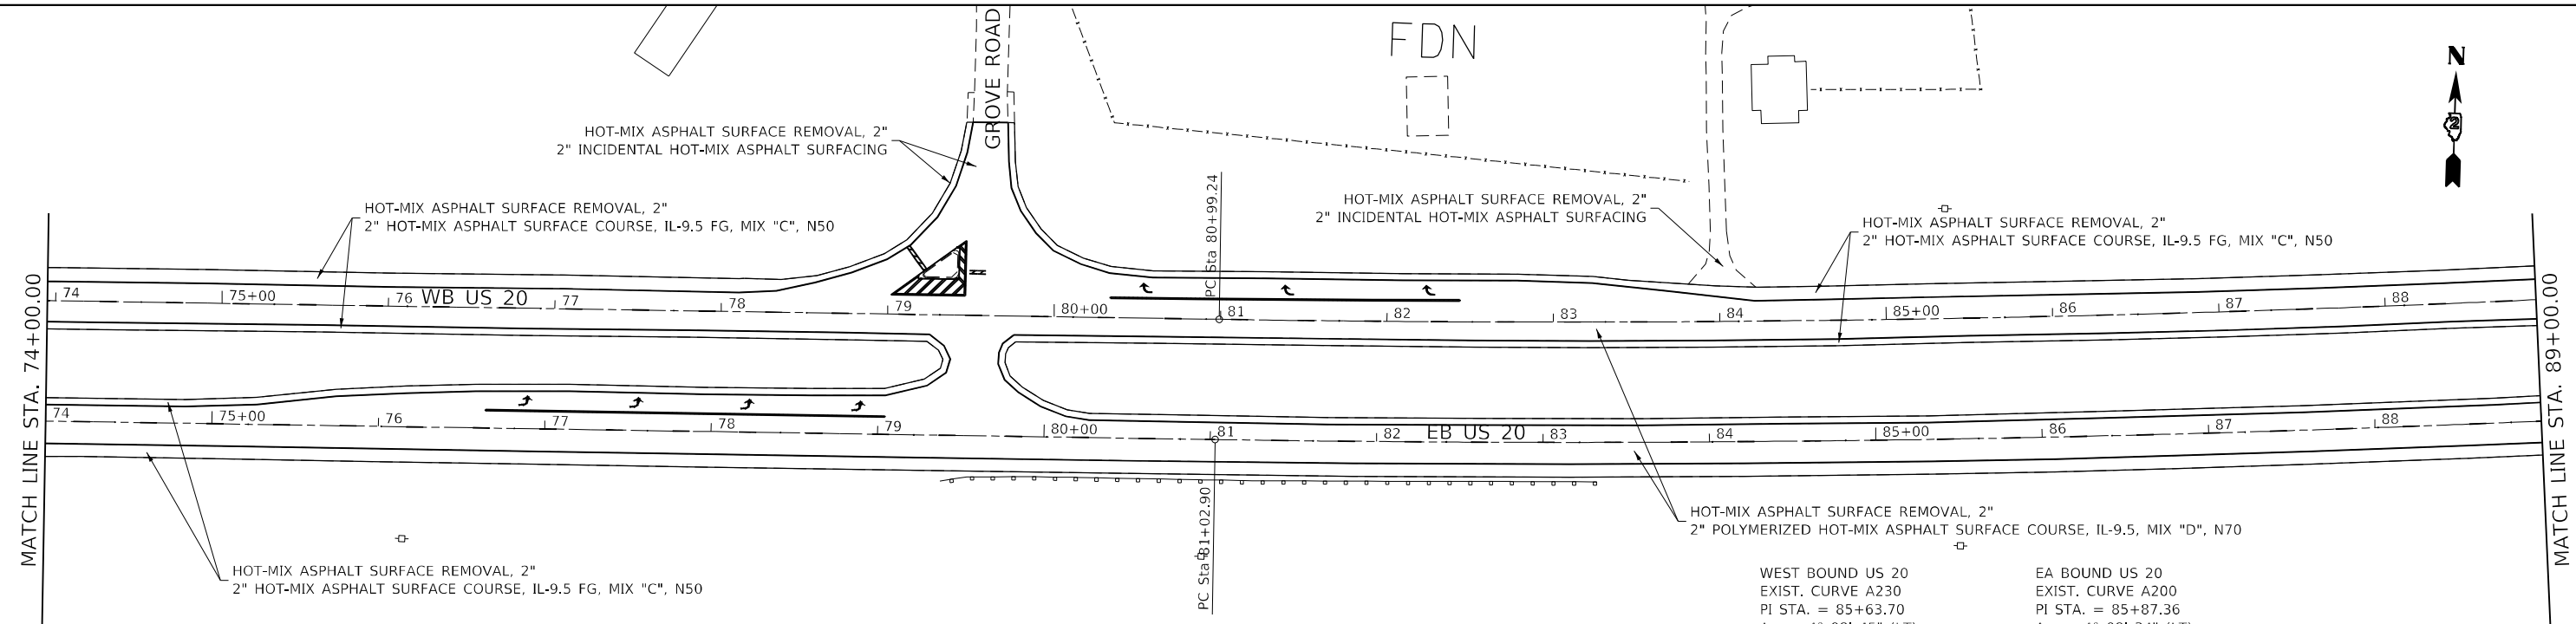 GROVE ROAD
FDN
N
2
HOT-MIX ASPHALT SURFACE REMOVAL, 2"
2" INCIDENTAL HOT-MIX ASPHALT SURFACING
HOT-MIX ASPHALT SURFACE REMOVAL, 2"
2" HOT-MIX ASPHALT SURFACE COURSE, IL-9.5 FG, MIX "C", N50
PC Sta 80+99.24
HOT-MIX ASPHALT SURFACE REMOVAL, 2"
2" INCIDENTAL HOT-MIX ASPHALT SURFACING
HOT-MIX ASPHALT SURFACE REMOVAL, 2"
2" HOT-MIX ASPHALT SURFACE COURSE, IL-9.5 FG, MIX "C", N50
MATCH LINE STA. 74+00.00
74 75+00 76 WB US 20 77 78 79 80+00 81 82 83 84 85+00 86 87 88
MATCH LINE STA. 89+00.00
74 75+00 76 77 78 79 80+00 81 82 EB US 20 83 84 85+00 86 87 88
PC Sta 81+02.90
HOT-MIX ASPHALT SURFACE REMOVAL, 2"
2" POLYMERIZED HOT-MIX ASPHALT SURFACE COURSE, IL-9.5, MIX "D", N70
HOT-MIX ASPHALT SURFACE REMOVAL, 2"
2" HOT-MIX ASPHALT SURFACE COURSE, IL-9.5 FG, MIX "C", N50
WEST BOUND US 20
EXIST. CURVE A230
PI STA. = 85+63.70
EA BOUND US 20
EXIST. CURVE A200
PI STA. = 85+87.36